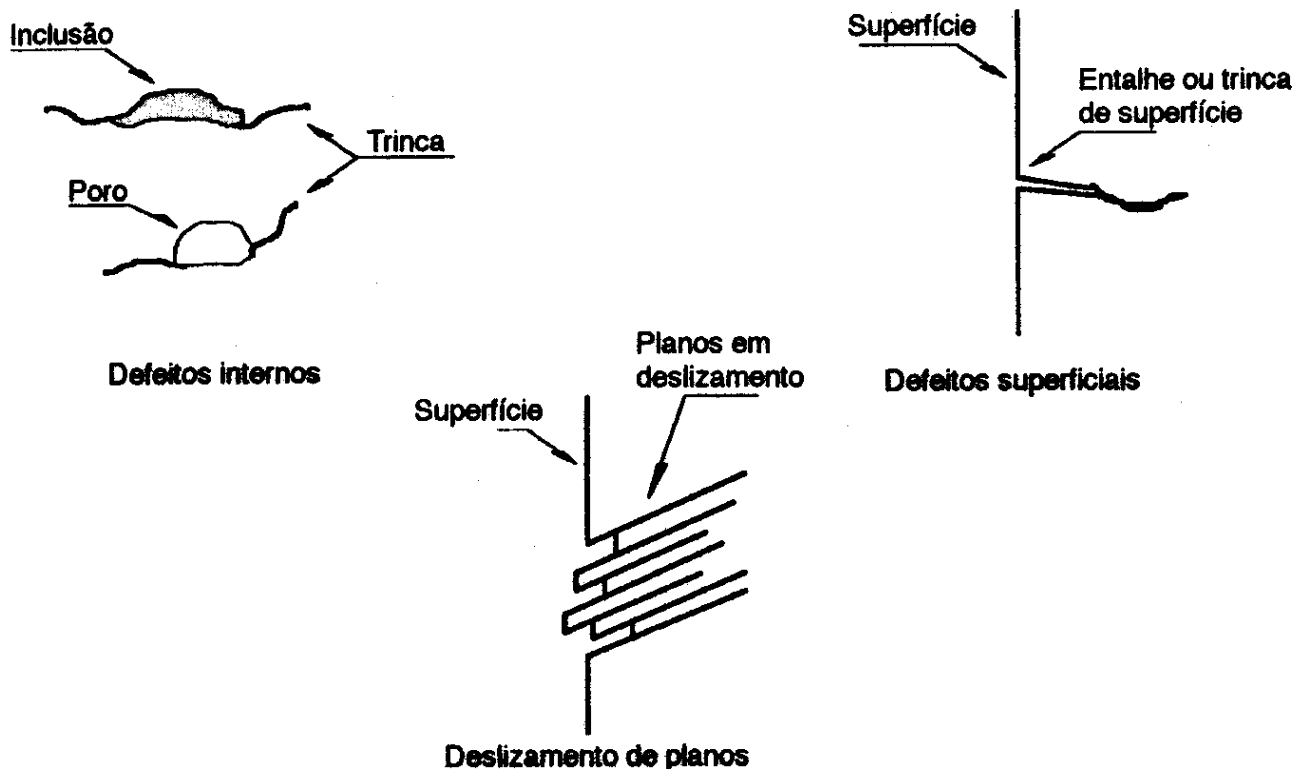 Inclusão
Trinca
Poro
Defeitos internos
Superfície
Entalhe ou trinca
de superfície
Defeitos superficiais
Planos em
deslizamento
Superfície
Deslizamento de planos